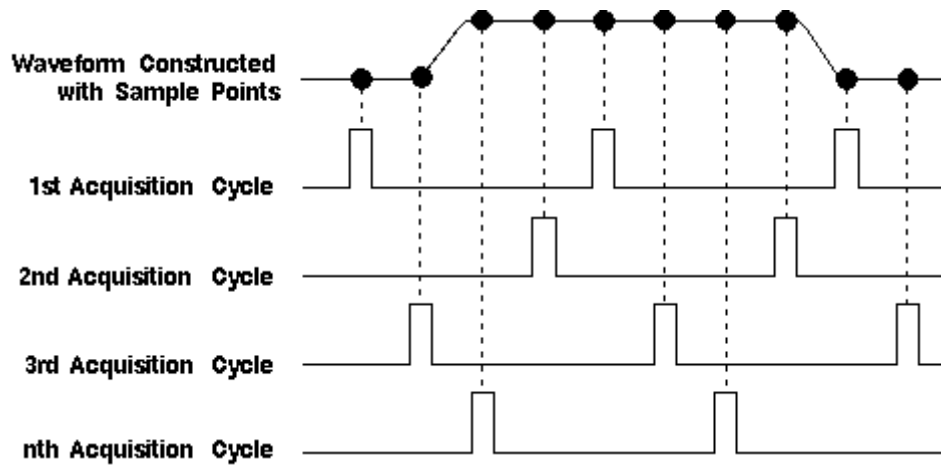 Waveform Constructed
with Sample Points
1st Acquisition Cycle
2nd Acquisition Cycle
3rd Acquisition Cycle
nth Acquisition Cycle